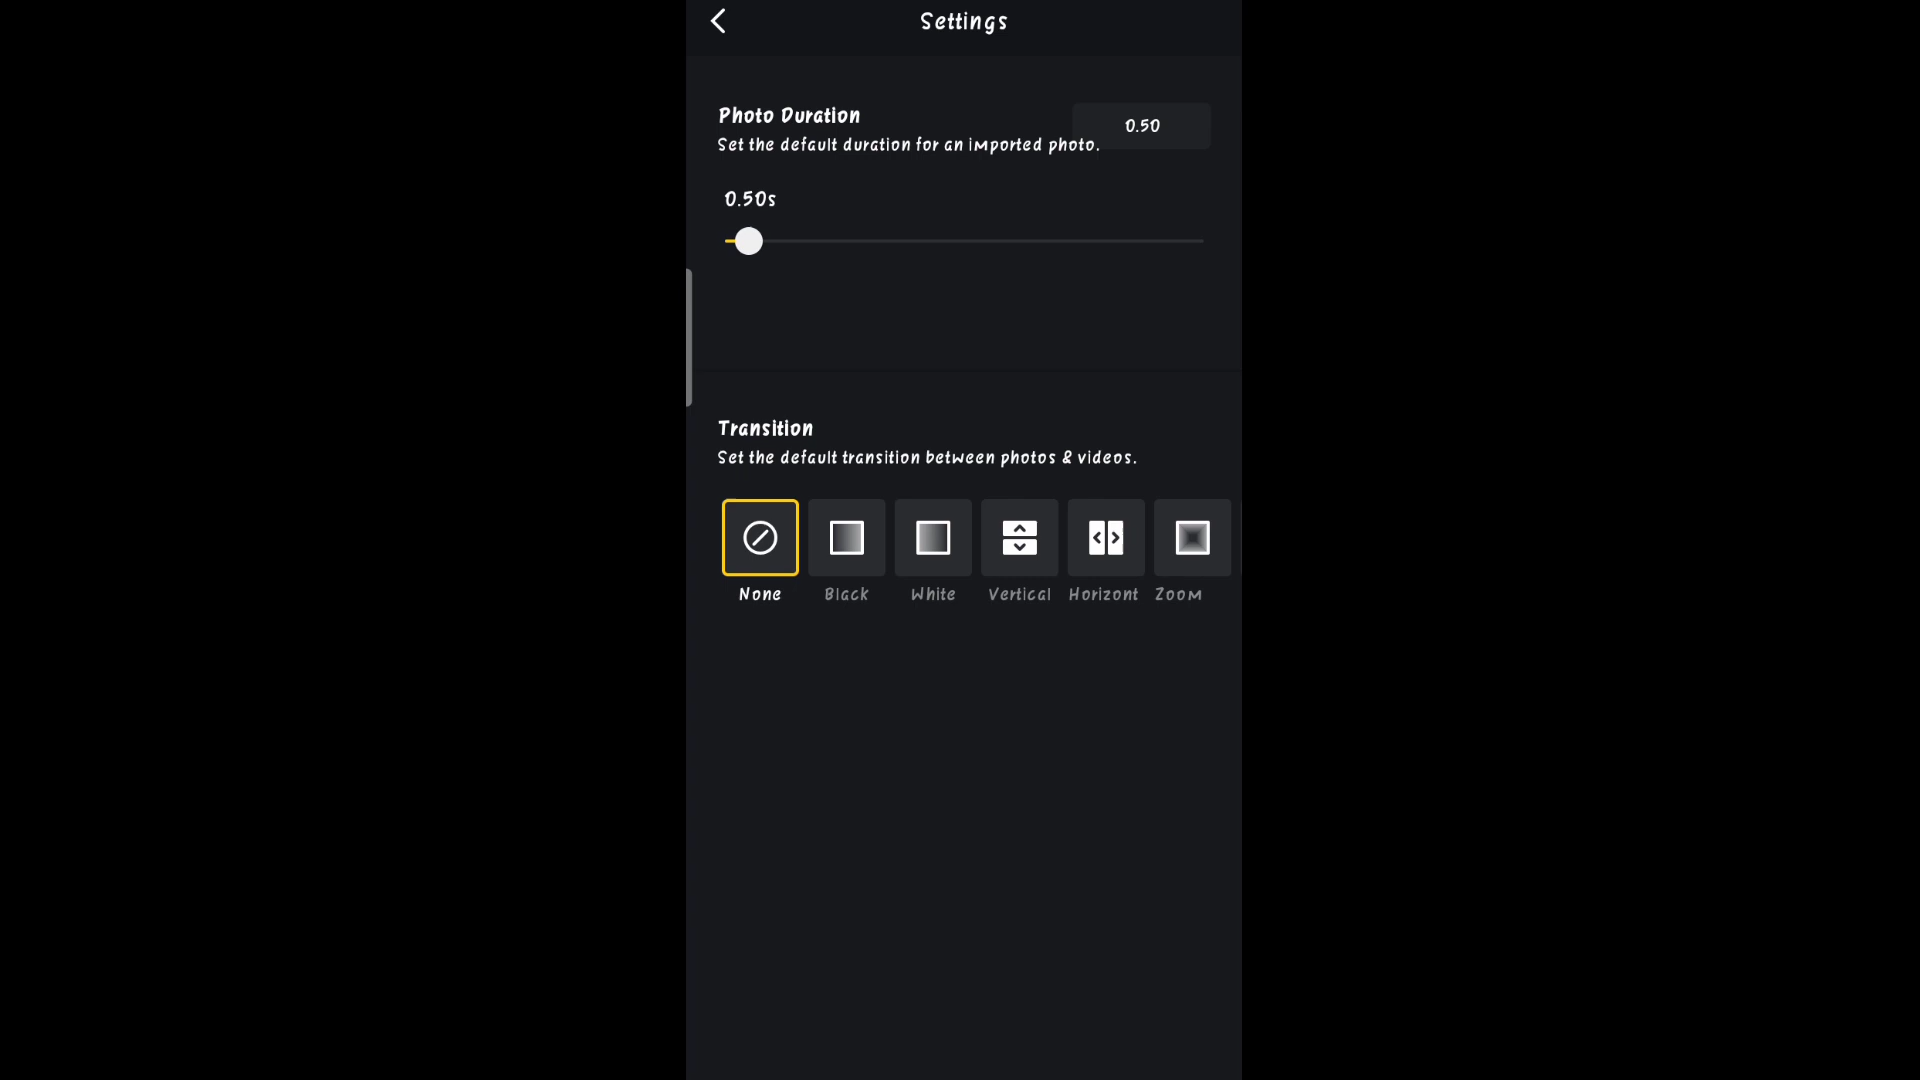 Settings
Photo Duration
0.50
Set the default duration for an imported photo.
0.50s
Transition
Set the default transition between photos & videos.
None Black White Vertical Horizont Zoom